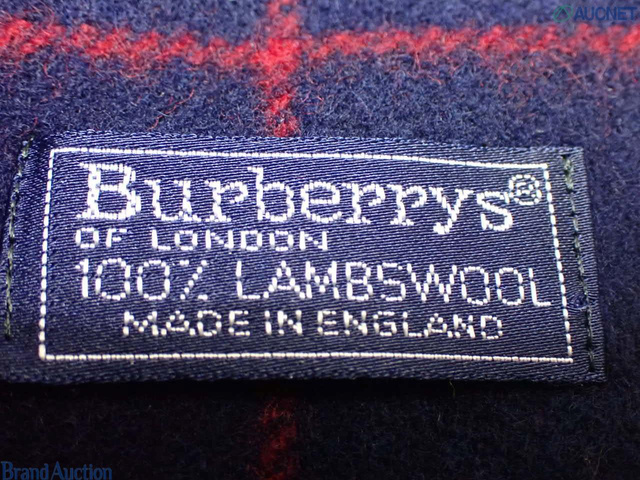 AUCNET
Burberrys®
OF LONDON
100% LAMBSWOOL
MADE IN ENGLAND
Brand Auction